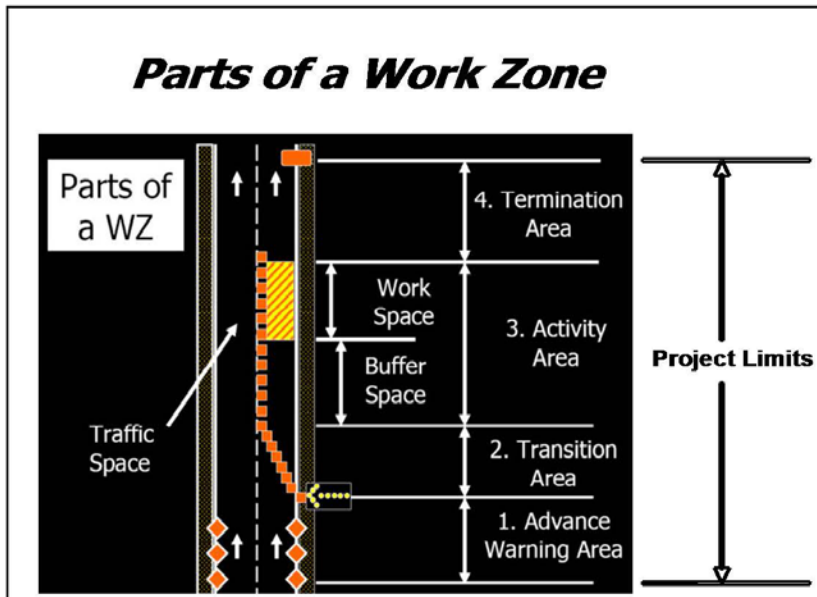 Parts of a Work Zone
Parts of
a WZ
4. Termination
Area
Work
Space
3. Activity
Area
Project Limits
Buffer
Space
Traffic
Space
2. Transition
Area
1. Advance
Warning Area